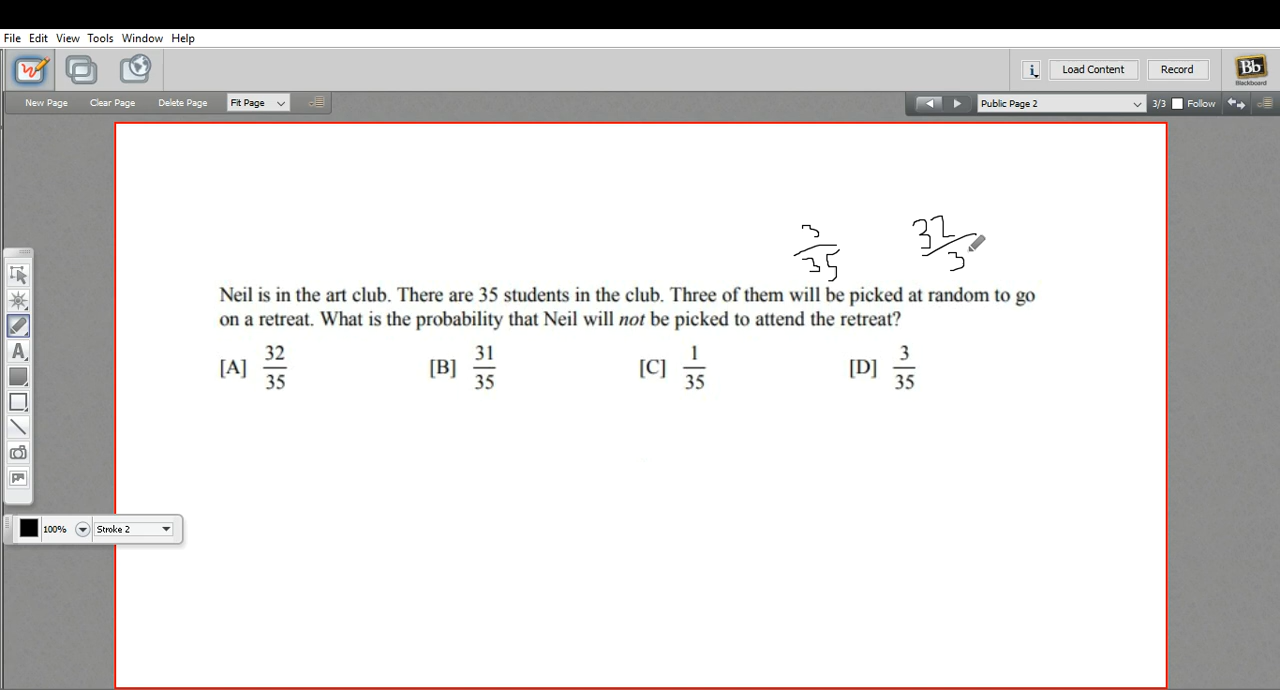 File Edit View Tools Window Help
i Load Content Record Bb
Blackboard
New Page Clear Page Delete Page Fit Page Public Page 2 3/3 Follow
3 32
35 3
Neil is in the art club. There are 35 students in the club. Three of them will be picked at random to go
on a retreat. What is the probability that Neil will not be picked to attend the retreat?
[A] 32/35 [B] 31/35 [C] 1/35 [D] 3/35
A
100% Stroke 2